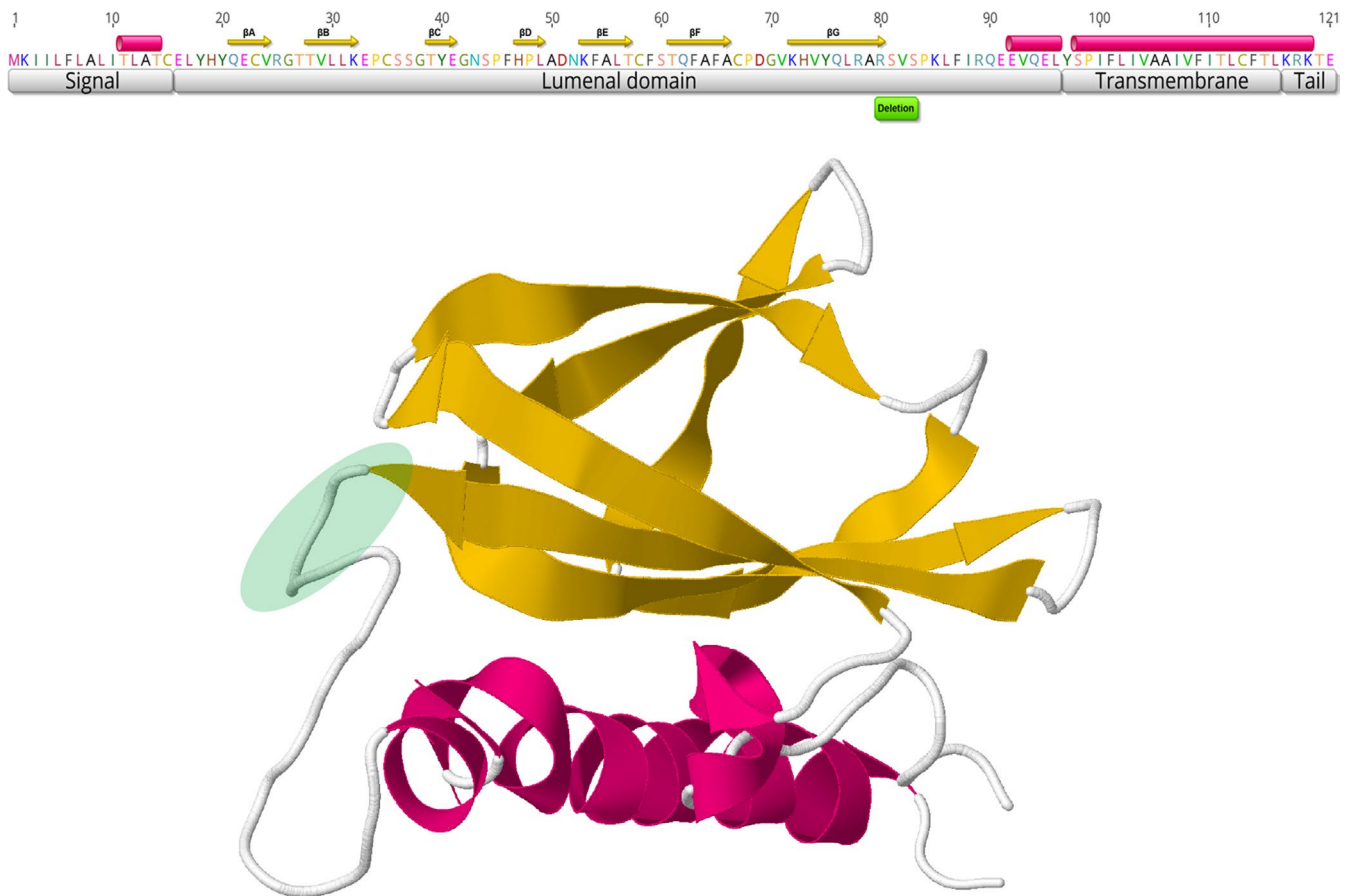 1 10 20 30 40 50 60 70 80 90 100 110 121
βA βB βC βD βE βF βG
MKIILFLALITLATCELYHYQECVRGTTVLLKEPCSSGTYEGNSPFHPLADNKFALTCFSTQFAFACPDGVKHVYQLRARSVSPKLFIRQEEVQELYSPIFLIVAAIVFITLCFTLKRKTE
Signal Lumenal domain Transmembrane Tail
Deletion